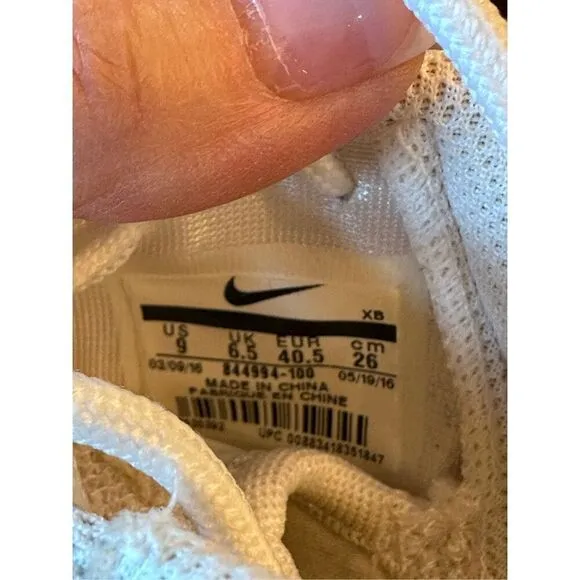 XB
US UK EUR cm
9 6.5 40.5 26
03/09/16 844994-100 05/19/16
MADE IN CHINA
FABRIQUE EN CHINE
UPC 00883418351847